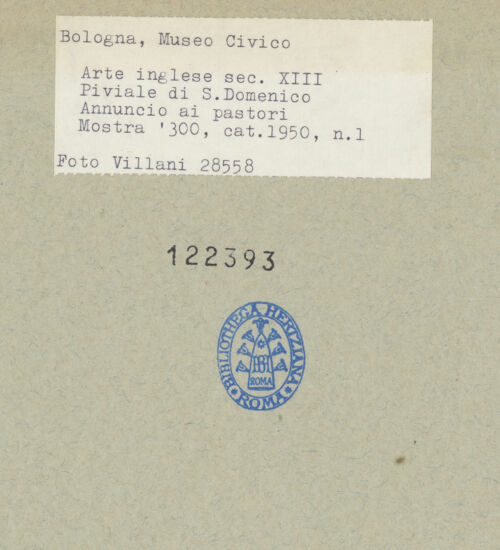 Bologna, Museo Civico
Arte inglese sec. XIII
Piviale di S.Domenico
Annuncio ai pastori
Mostra '300, cat.1950, n.1
Foto Villani 28558
122393
BIBLIOTHECA HERTZIANA
ROMA
ROMA